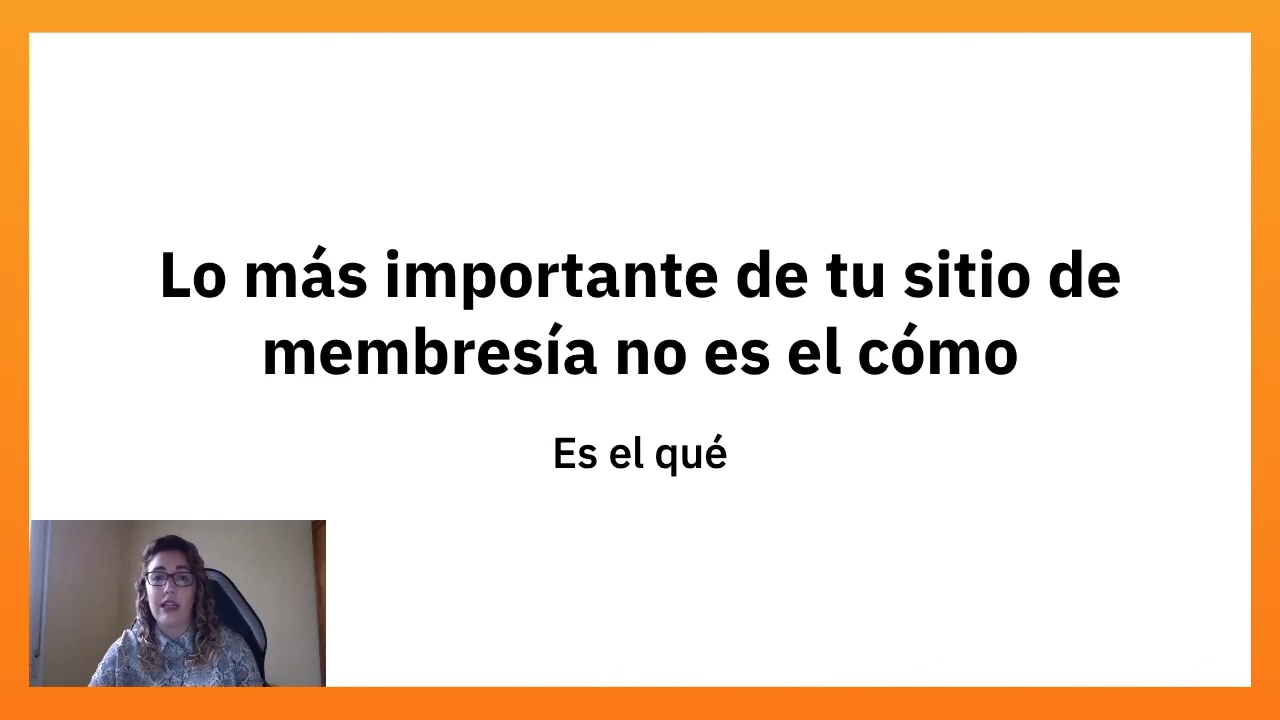 Lo más importante de tu sitio de
membresía no es el cómo
Es el qué